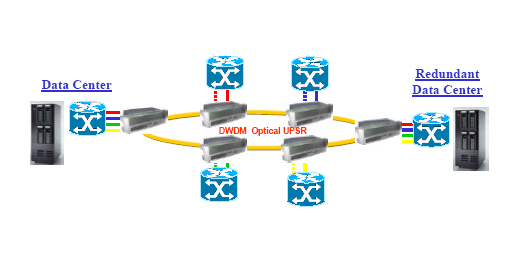 Data Center
Redundant
Data Center
DWDM Optical UPSR